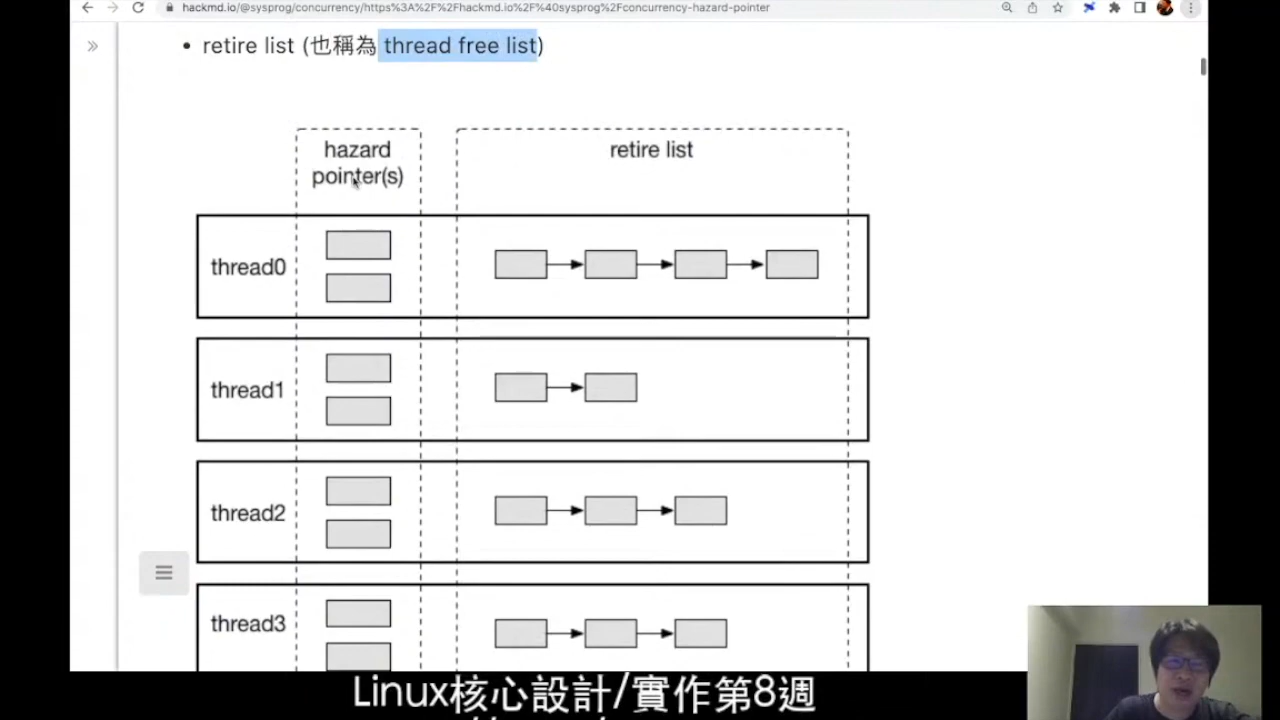 hackmd.io/@sysprog/concurrency/https%3A%2F%2Fhackmd.io%2F%40sysprog%2Fconcurrency-hazard-pointer
• retire list (也稱為 thread free list)
hazard
pointer(s)
retire list
thread0
thread1
thread2
thread3
Linux核心設計/實作第8週